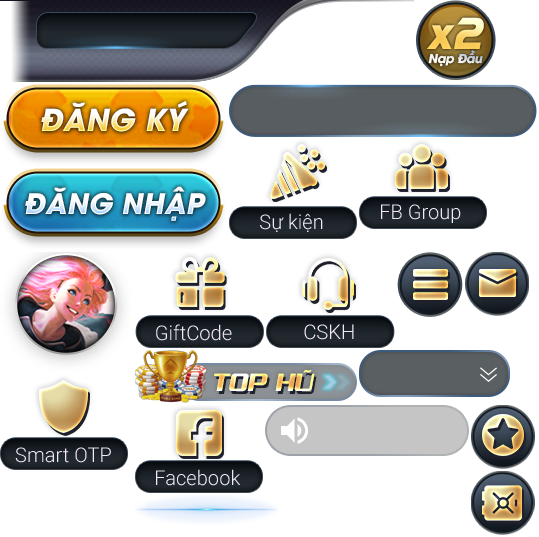 x2
Nạp Đầu
ĐĂNG KÝ
ĐĂNG NHẬP
Sự kiện
FB Group
GiftCode
CSKH
TOP HŨ
Smart OTP
Facebook